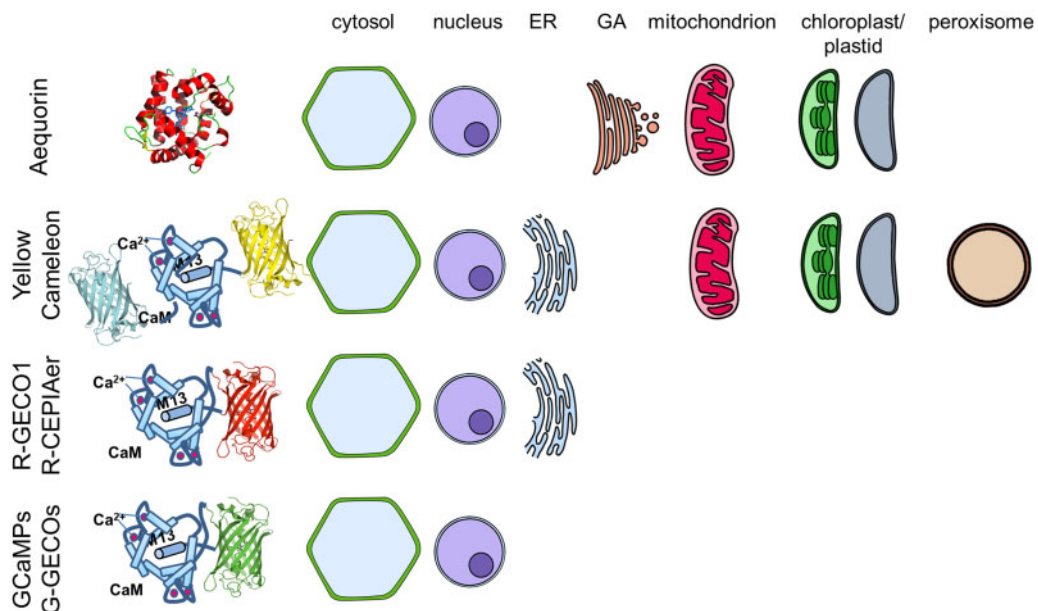 cytosol nucleus ER GA mitochondrion chloroplast/ peroxisome
plastid
Aequorin
Yellow
Cameleon
Ca²⁺
M13
CaM
R-GECO1
R-CEPIAer
Ca²⁺
M13
CaM
GCaMPs
G-GECOs
Ca²⁺
M13
CaM